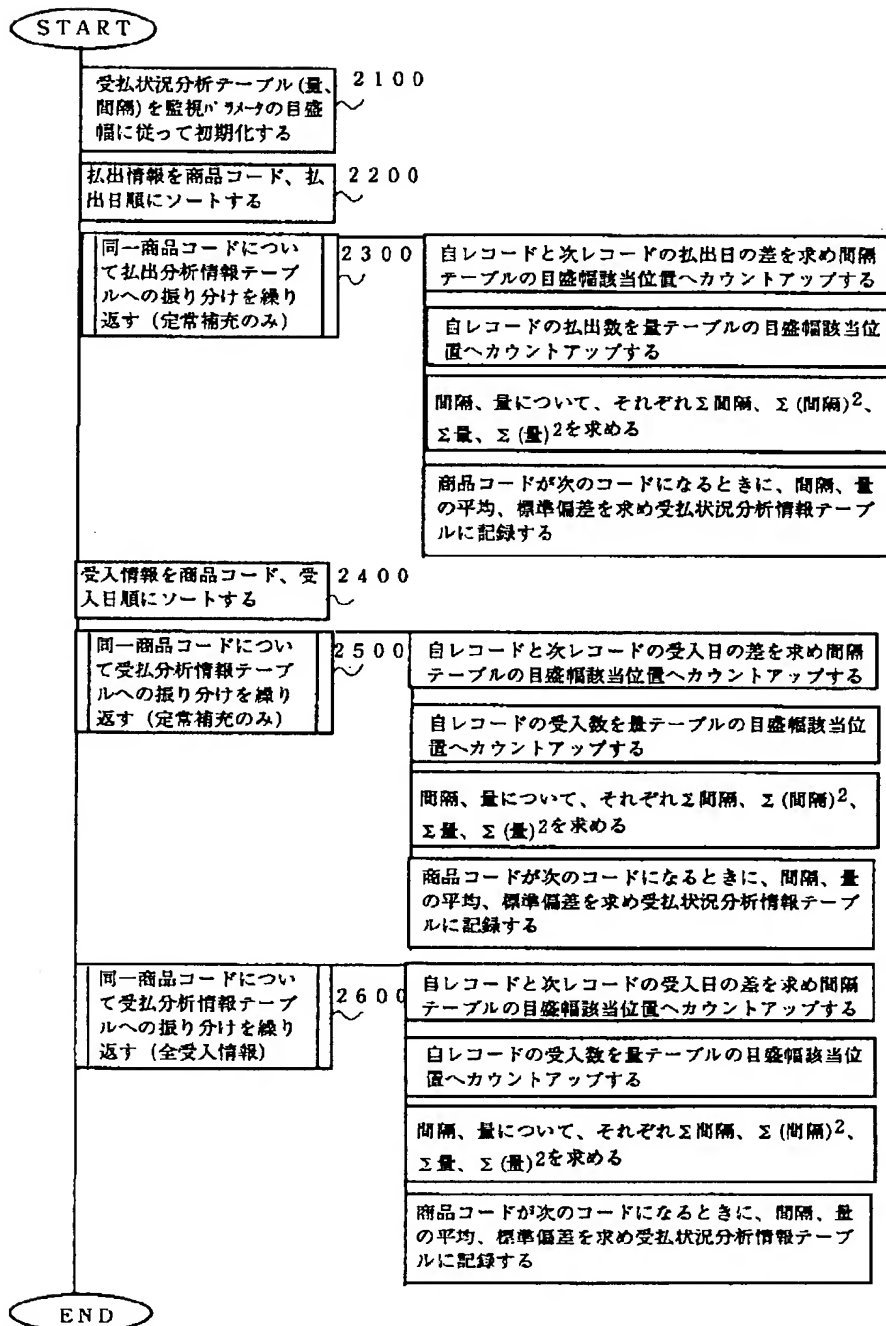 START
受払状況分析テーブル(量、
間隔)を監視パラメータの目盛
幅に従って初期化する
2100
払出情報を商品コード、払
出日順にソートする
2200
同一商品コードについ
て払出分析情報テーブ
ルへの振り分けを繰り
返す(定常補充のみ)
2300
自レコードと次レコードの払出日の差を求め間隔
テーブルの目盛幅該当位置へカウントアップする
自レコードの払出数を量テーブルの目盛幅該当位
置へカウントアップする
間隔、量について、それぞれΣ間隔、Σ(間隔)2、
Σ量、Σ(量)2を求める
商品コードが次のコードになるときに、間隔、量
の平均、標準偏差を求め受払状況分析情報テーブ
ルに記録する
受入情報を商品コード、受
入日順にソートする
2400
同一商品コードについ
て受払分析情報テーブ
ルへの振り分けを繰り
返す(定常補充のみ)
2500
自レコードと次レコードの受入日の差を求め間隔
テーブルの目盛幅該当位置へカウントアップする
自レコードの受入数を量テーブルの目盛幅該当位
置へカウントアップする
間隔、量について、それぞれΣ間隔、Σ(間隔)2、
Σ量、Σ(量)2を求める
商品コードが次のコードになるときに、間隔、量
の平均、標準偏差を求め受払状況分析情報テーブ
ルに記録する
同一商品コードについ
て受払分析情報テーブ
ルへの振り分けを繰り
返す(全受入情報)
2600
自レコードと次レコードの受入日の差を求め間隔
テーブルの目盛幅該当位置へカウントアップする
自レコードの受入数を量テーブルの目盛幅該当位
置へカウントアップする
間隔、量について、それぞれΣ間隔、Σ(間隔)2、
Σ量、Σ(量)2を求める
商品コードが次のコードになるときに、間隔、量
の平均、標準偏差を求め受払状況分析情報テーブ
ルに記録する
END